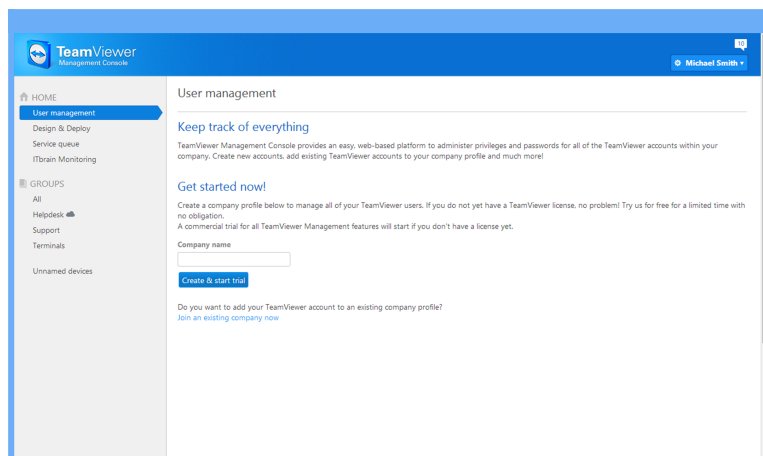 10
TeamViewer
Management Console
Michael Smith
HOME
User management
Design & Deploy
Service queue
ITbrain Monitoring
GROUPS
All
Helpdesk
Support
Terminals
Unnamed devices
User management
Keep track of everything
TeamViewer Management Console provides an easy, web-based platform to administer privileges and passwords for all of the TeamViewer accounts within your
company. Create new accounts, add existing TeamViewer accounts to your company profile and much more!
Get started now!
Create a company profile below to manage all of your TeamViewer users. If you do not yet have a TeamViewer license, no problem! Try us for free for a limited time with
no obligation.
A commercial trial for all TeamViewer Management features will start if you don't have a license yet.
Company name
Create & start trial
Do you want to add your TeamViewer account to an existing company profile?
Join an existing company now